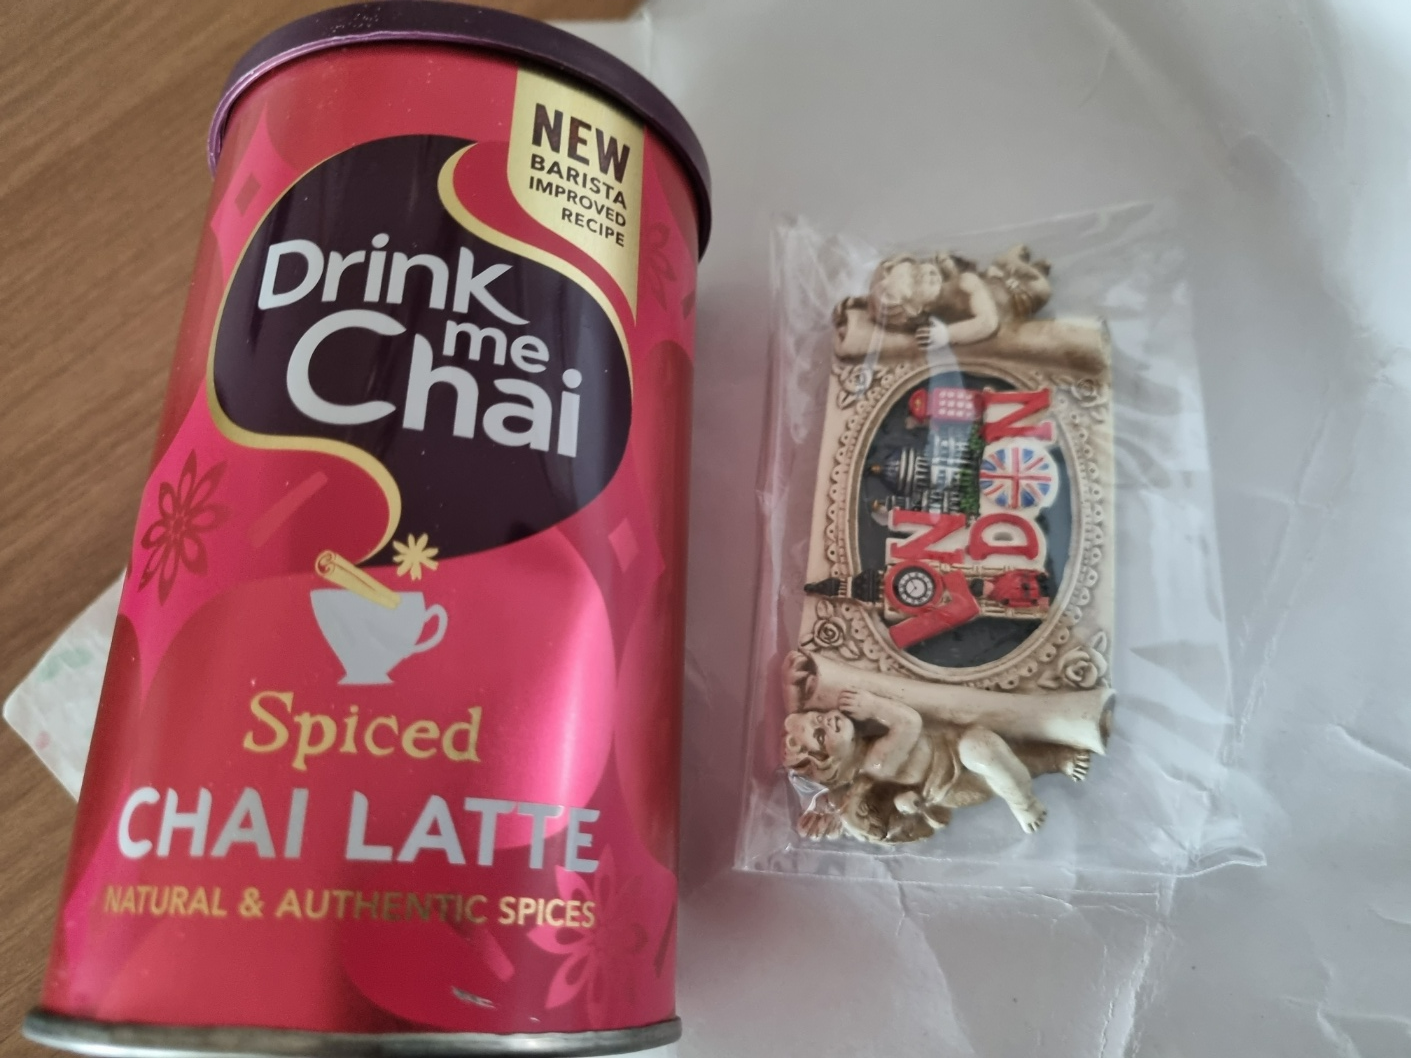 NEW
BARISTA
IMPROVED
RECIPE
Drink
me
Chai
Spiced
CHAI LATTE
NATURAL & AUTHENTIC SPICES
LONDON